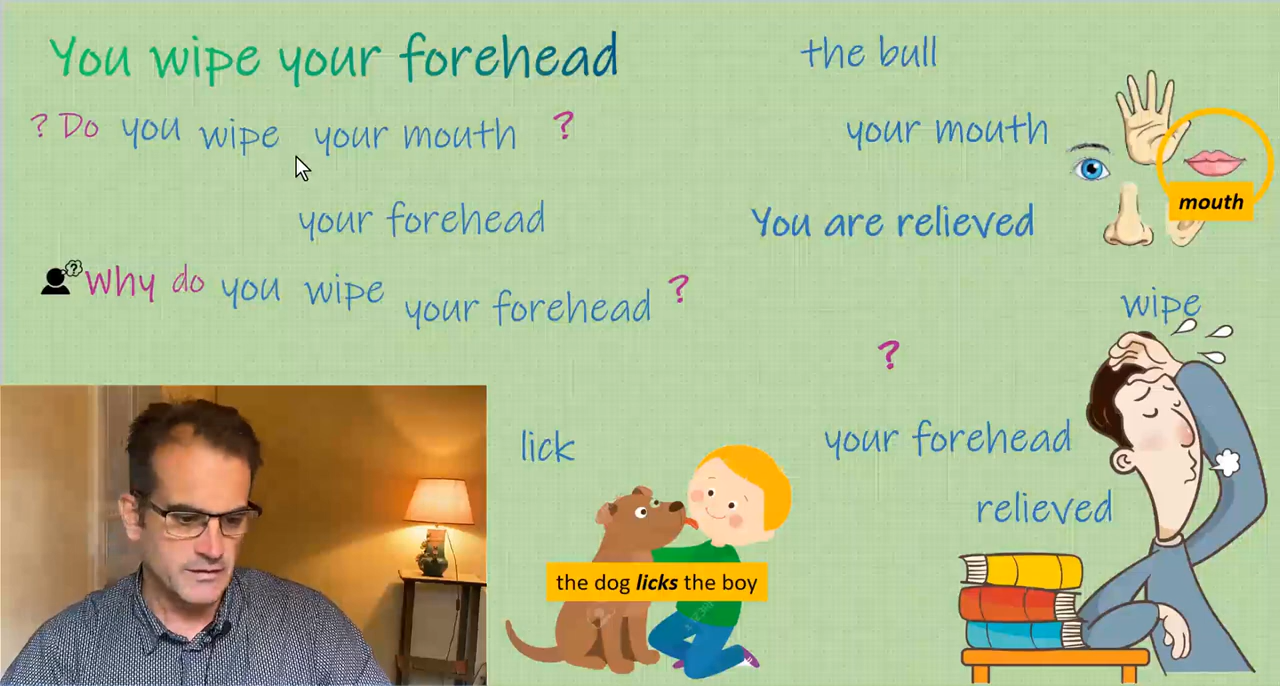 You wipe your forehead
? Do you wipe your mouth ?
your forehead
Why do you wipe your forehead ?
the bull
your mouth
mouth
You are relieved
wipe
?
your forehead
relieved
lick
the dog licks the boy